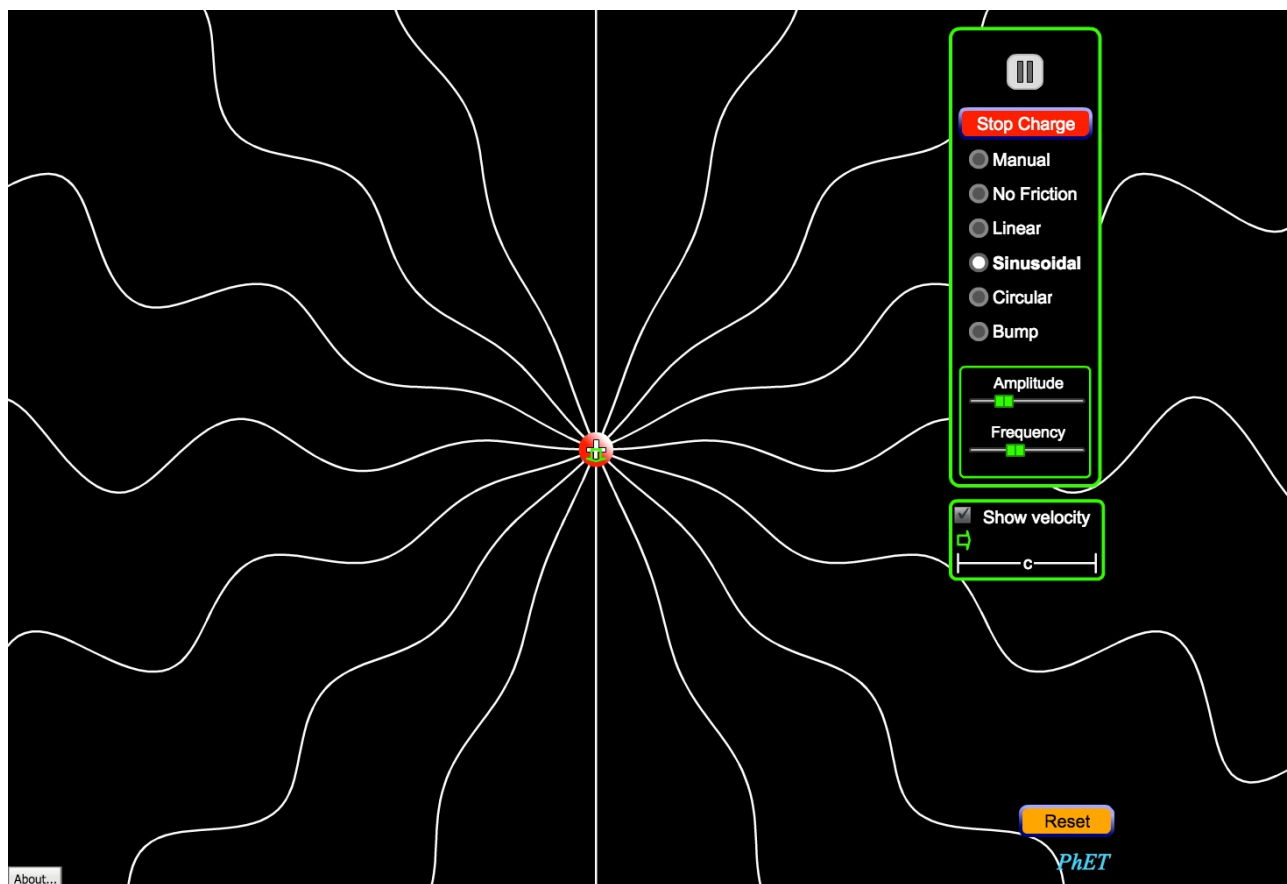 Stop Charge
Manual
No Friction
Linear
Sinusoidal
Circular
Bump
Amplitude
Frequency
Show velocity
c
+
Reset
PhET
About...